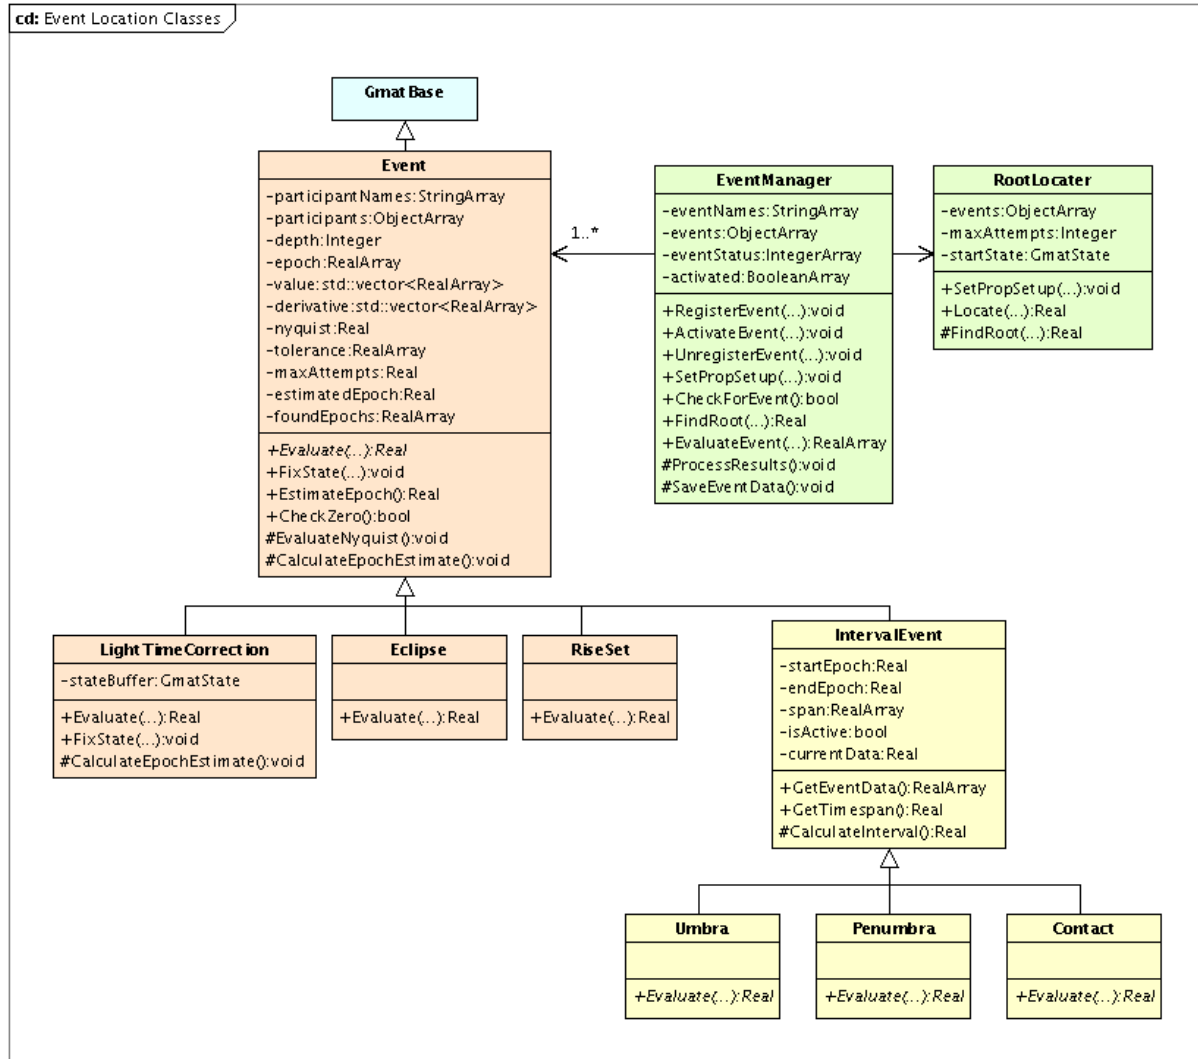 cd: Event Location Classes
GmatBase
Event
-participantNames:StringArray
-participants:ObjectArray
-depth:Integer
-epoch:RealArray
-value:std::vector<RealArray>
-derivative:std::vector<RealArray>
-nyquist:Real
-tolerance:RealArray
-maxAttempts:Real
-estimatedEpoch:Real
-foundEpochs:RealArray
+Evaluate(...):Real
+FixState(...):void
+EstimateEpoch():Real
+CheckZero():bool
#EvaluateNyquist():void
#CalculateEpochEstimate():void
1..*
EventManager
-eventNames:StringArray
-events:ObjectArray
-eventStatus:IntegerArray
-activated:BooleanArray
+RegisterEvent(...):void
+ActivateEvent(...):void
+UnregisterEvent(...):void
+SetPropSetup(...):void
+CheckForEvent():bool
+FindRoot(...):Real
+EvaluateEvent(...):RealArray
#ProcessResults():void
#SaveEventData():void
RootLocater
-events:ObjectArray
-maxAttempts:Integer
-startState:GmatState
+SetPropSetup(...):void
+Locate(...):Real
#FindRoot(...):Real
LightTimeCorrection
-stateBuffer:GmatState
+Evaluate(...):Real
+FixState(...):void
#CalculateEpochEstimate():void
Eclipse
+Evaluate(...):Real
RiseSet
+Evaluate(...):Real
IntervalEvent
-startEpoch:Real
-endEpoch:Real
-span:RealArray
-isActive:bool
-currentData:Real
+GetEventData():RealArray
+GetTimespan():Real
#CalculateInterval():Real
Umbra
+Evaluate(...):Real
Penumbra
+Evaluate(...):Real
Contact
+Evaluate(...):Real